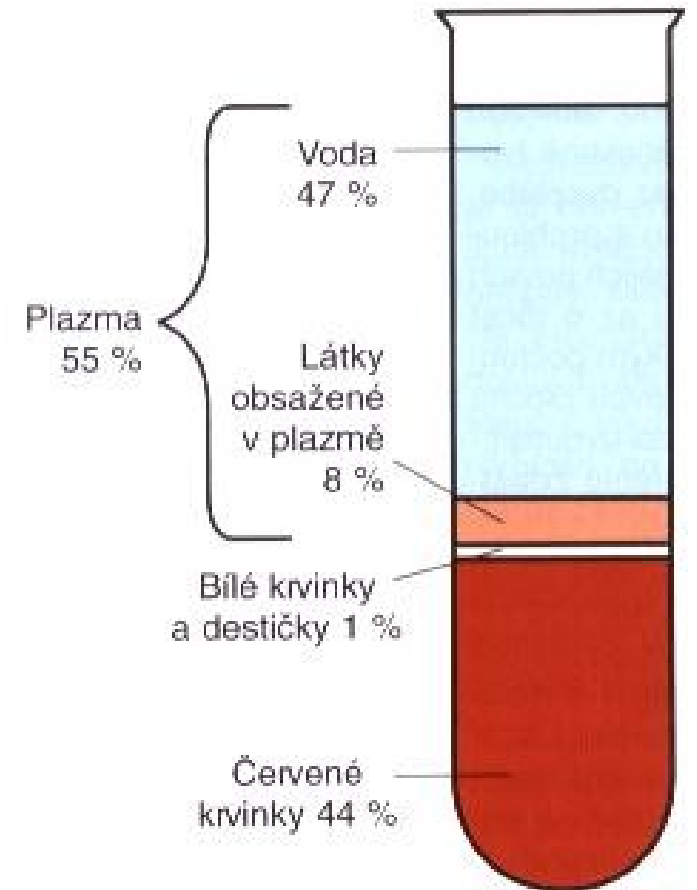 Voda
47 %
Plazma
55 %
Látky
obsažené
v plazmě
8 %
Bílé krvinky
a destičky 1 %
Červené
krvinky 44 %